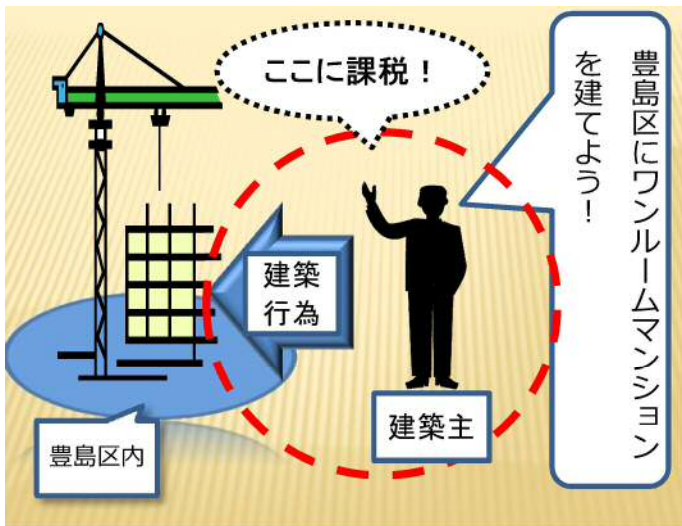 ここに課税！
豊島区にワンルームマンション
を建てよう！
建築
行為
建築主
豊島区内